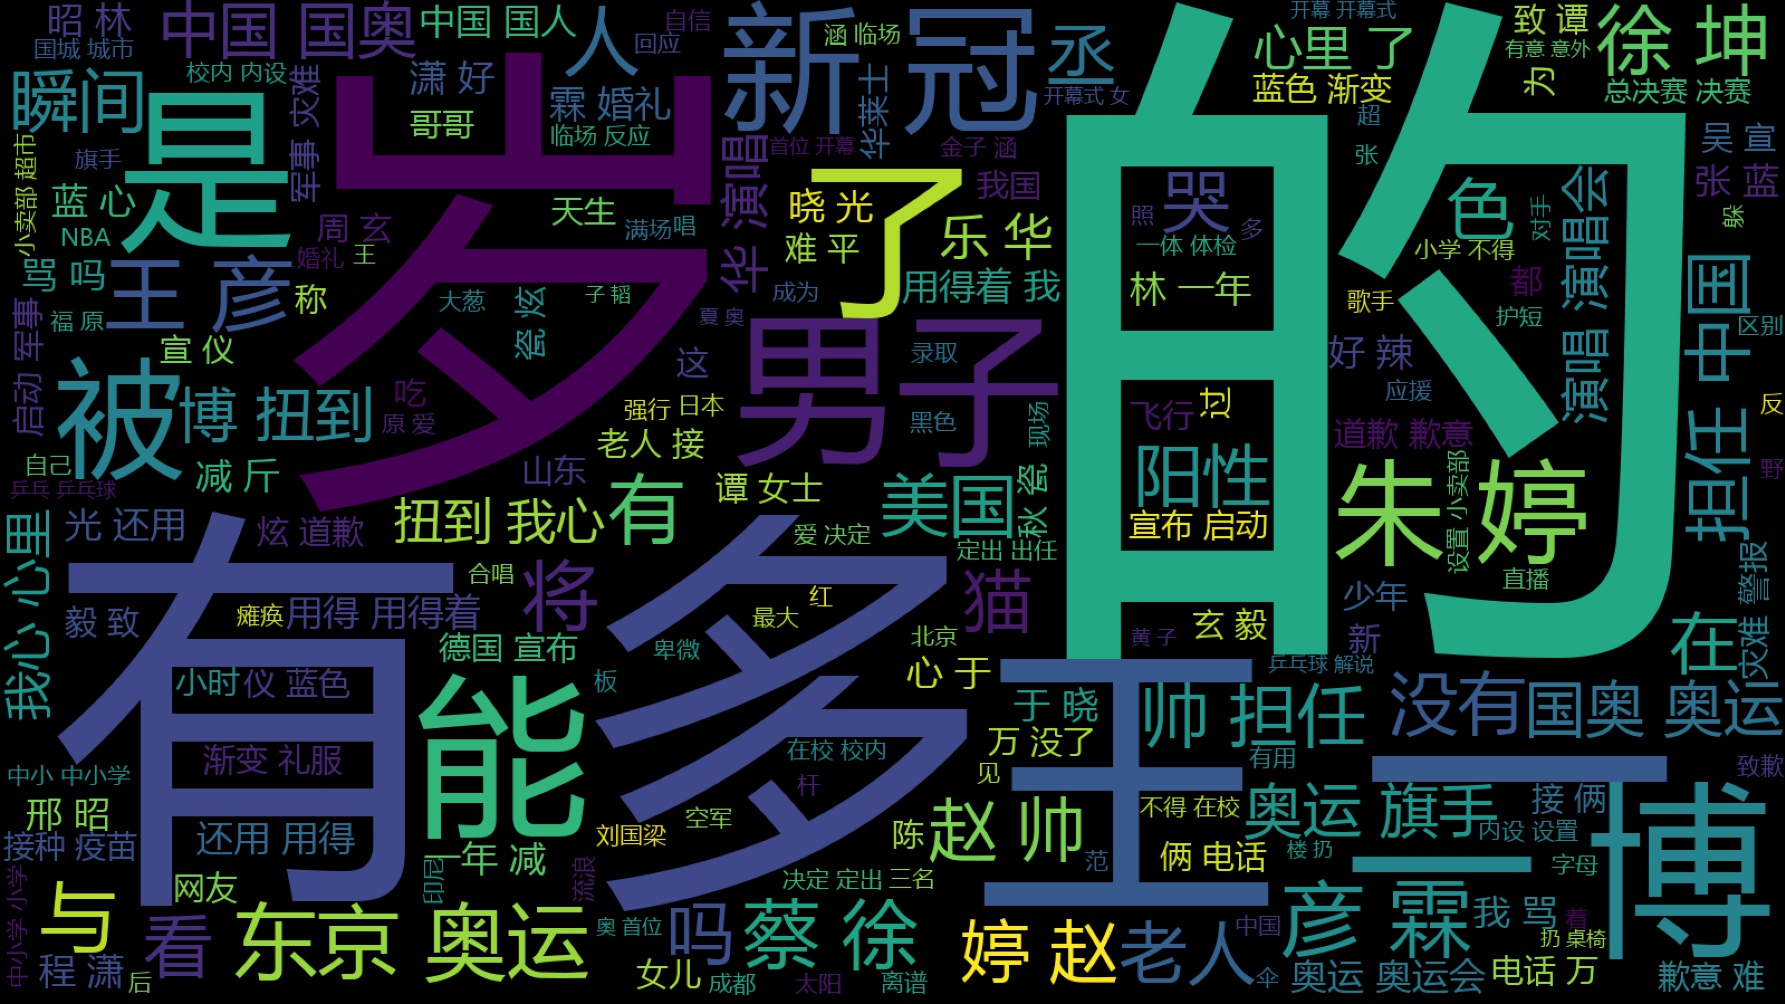 昭 林
中国 国奥
中国 国人
人
自信
回应
新冠
涵 临场
丞
开幕 开幕式
心里 了
致 谭
有意 意外
徐 坤
国城 城市
校内 内设
瞬间
是
军事 灾难
潇 好
哥哥
霖 婚礼
临场 反应
华莱士
开幕式 女
蓝色 渐变
为
总决赛 决赛
岁
的
超
张
吴 宣
张 蓝
小卖部 超市
旗手
蓝 心
NBA
骂 吗
福 原
周 玄
婚礼
王
天生
满场
唱
华 演唱
首位 开幕
金子 涵
了
晓 光
难 平
我国
乐 华
哭
照
多
一体 体检
色
对手
演唱 演唱会
躲
小学 不得
王 彦
称
宣 仪
大葱
瓷 炫
子 韬
夏 奥
成为
用得着 我
林 一年
歌手
都
护短
担任 中国
区别
启动 军事
被
博 扭到
吃
原 爱
这
男子
录取
黑色
好 辣
应援
强行
日本
老人 接
现场
飞行
过
道歉 歉意
反
自己
乒乓 乒乓球
减 斤
山东
谭 女士
美国
秋 瓷
阳性
朱 婷
设置 小卖部
野
我心 心里
光 还用
炫 道歉
扭到 我心
有
爱 决定
定出 出任
宣布 启动
直播
有
多
合唱
将
猫
少年
灾难 警报
毅 致
瘫痪
用得 用得着
红
最大
北京
黄 子
玄 毅
新
在
德国 宣布
卑微
心 于
王
乒乓球 解说
小时
仪 蓝色
能
板
于 晓
帅 担任
没有
国奥 奥运
渐变 礼服
在校 校内
万 没了
有用
中小 中小学
杆
见
一
致歉
邢 昭
空军
不得 在校
奥运 旗手
接 俩
博
接种 疫苗
还用 用得
刘国梁
陈
赵 帅
内设 设置
一年 减
印尼
流浪
范
俩 电话
楼 扔
一
字母
中小学 小学
网友
决定 定出
三名
与
看
东京 奥运
奥 首位
吗
蔡 徐
婷 赵
老人
中国
彦 霖
我 骂
着
扔 桌椅
程 潇
后
女儿
成都
太阳
离谱
伞
奥运 奥运会
电话 万
歉意 难